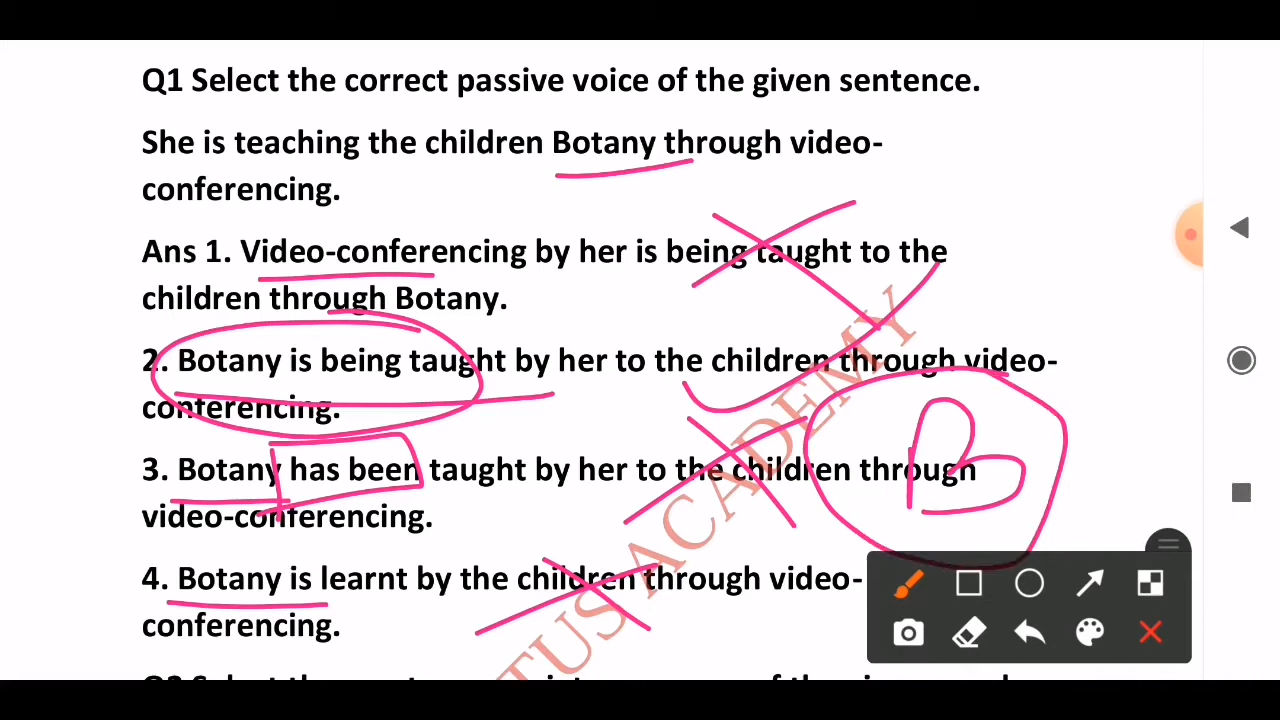 Q1 Select the correct passive voice of the given sentence.
She is teaching the children Botany through video-
conferencing.
Ans 1. Video-conferencing by her is being taught to the
children through Botany.
2. Botany is being taught by her to the children through video-
conferencing.
3. Botany has been taught by her to the children through
video-conferencing.
B
4. Botany is learnt by the children through video-
conferencing.
TUS ACADEMY